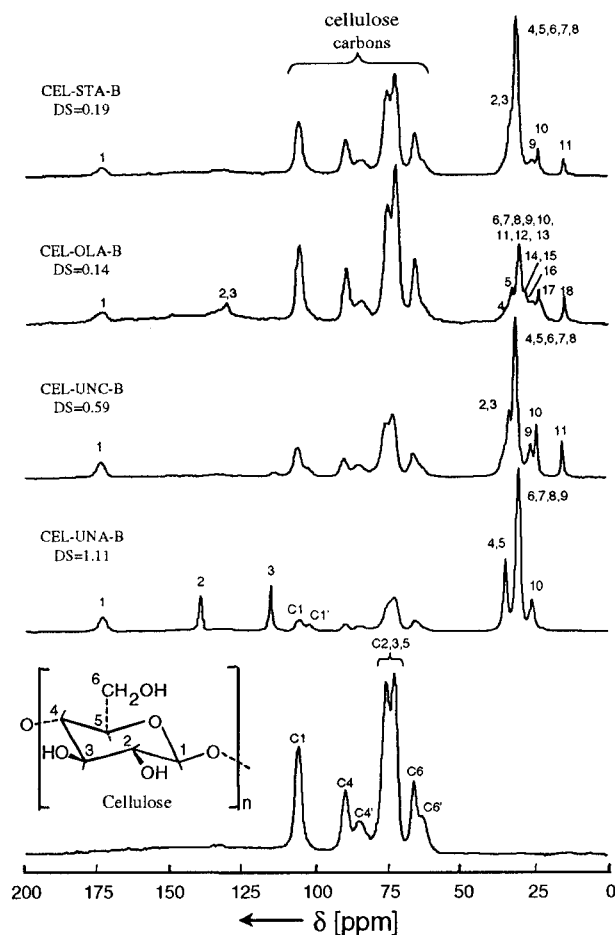 cellulose
carbons
4,5,6,7,8
CEL-STA-B
DS=0.19
2,3
10
1
9
11
CEL-OLA-B
DS=0.14
6,7,8,9, 10,
11, 12, 13
14, 15
16
5
2,3
1
4
17
18
CEL-UNC-B
DS=0.59
4,5,6,7,8
2,3
10
1
9
11
CEL-UNA-B
DS=1.11
6,7,8,9
4,5
3
2
1
10
C1
C1'
C2,3,5
6
CH₂OH
4
5
O
O
HO
3
2
1
O
OH
n
Cellulose
C1
C4
C4'
C6
C6'
200
175
150
125
100
75
50
25
0
δ [ppm]